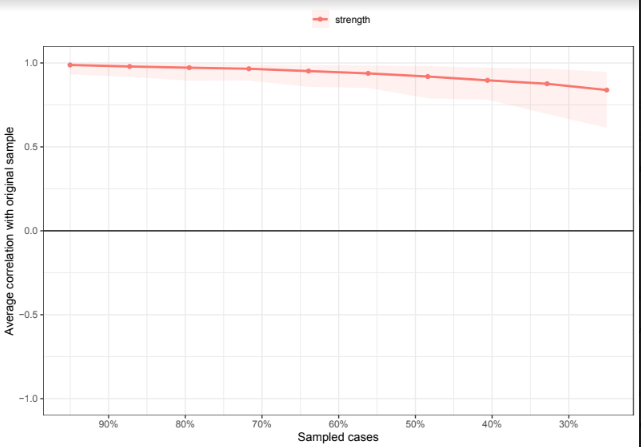 strength
Average correlation with original sample
1.0
0.5
0.0
−0.5
−1.0
90% 80% 70% 60% 50% 40% 30%
Sampled cases